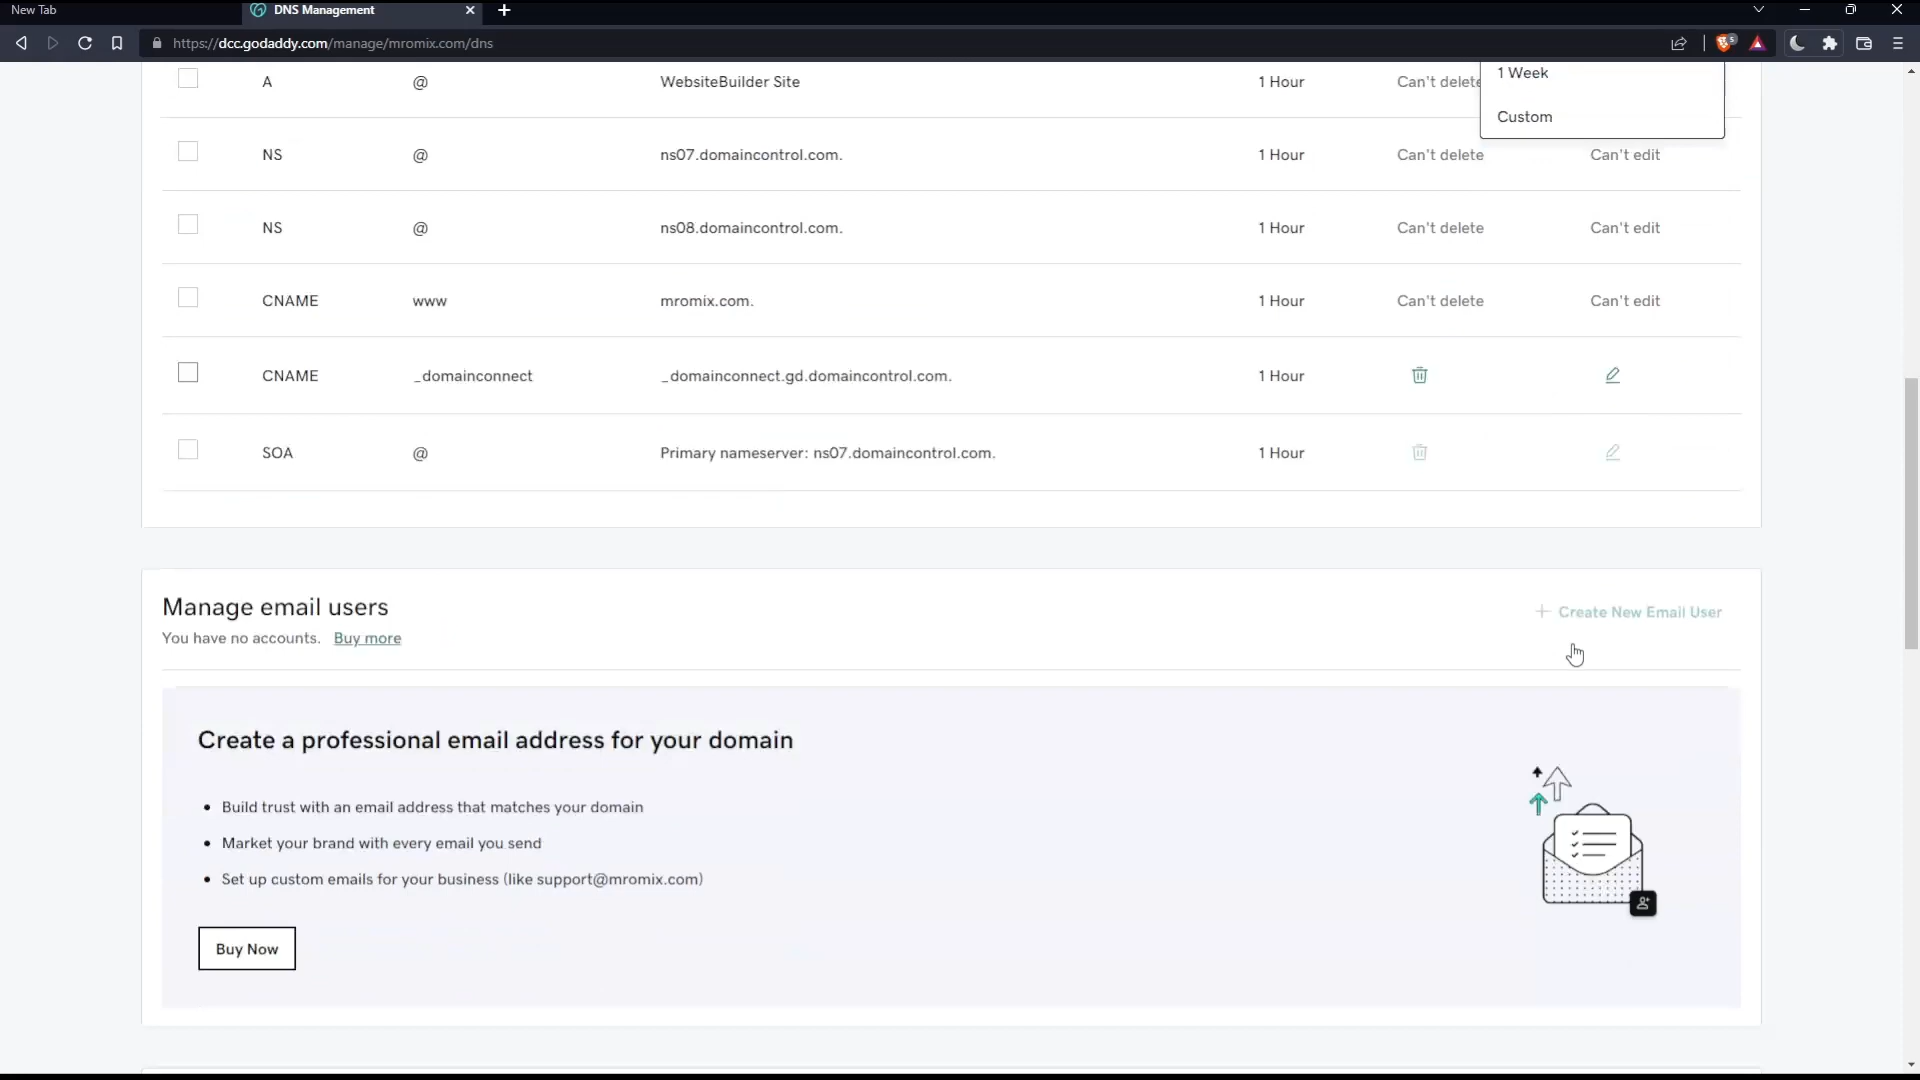 New Tab
DNS Management
https://dcc.godaddy.com/manage/mromix.com/dns
5
1 Week
A @ WebsiteBuilder Site 1 Hour Can't delete
Custom
NS @ ns07.domaincontrol.com. 1 Hour Can't delete Can't edit
NS @ ns08.domaincontrol.com. 1 Hour Can't delete Can't edit
CNAME www mromix.com. 1 Hour Can't delete Can't edit
CNAME _domainconnect _domainconnect.gd.domaincontrol.com. 1 Hour
SOA @ Primary nameserver: ns07.domaincontrol.com. 1 Hour
Manage email users
+ Create New Email User
You have no accounts. Buy more
Create a professional email address for your domain
• Build trust with an email address that matches your domain
• Market your brand with every email you send
• Set up custom emails for your business (like support@mromix.com)
Buy Now